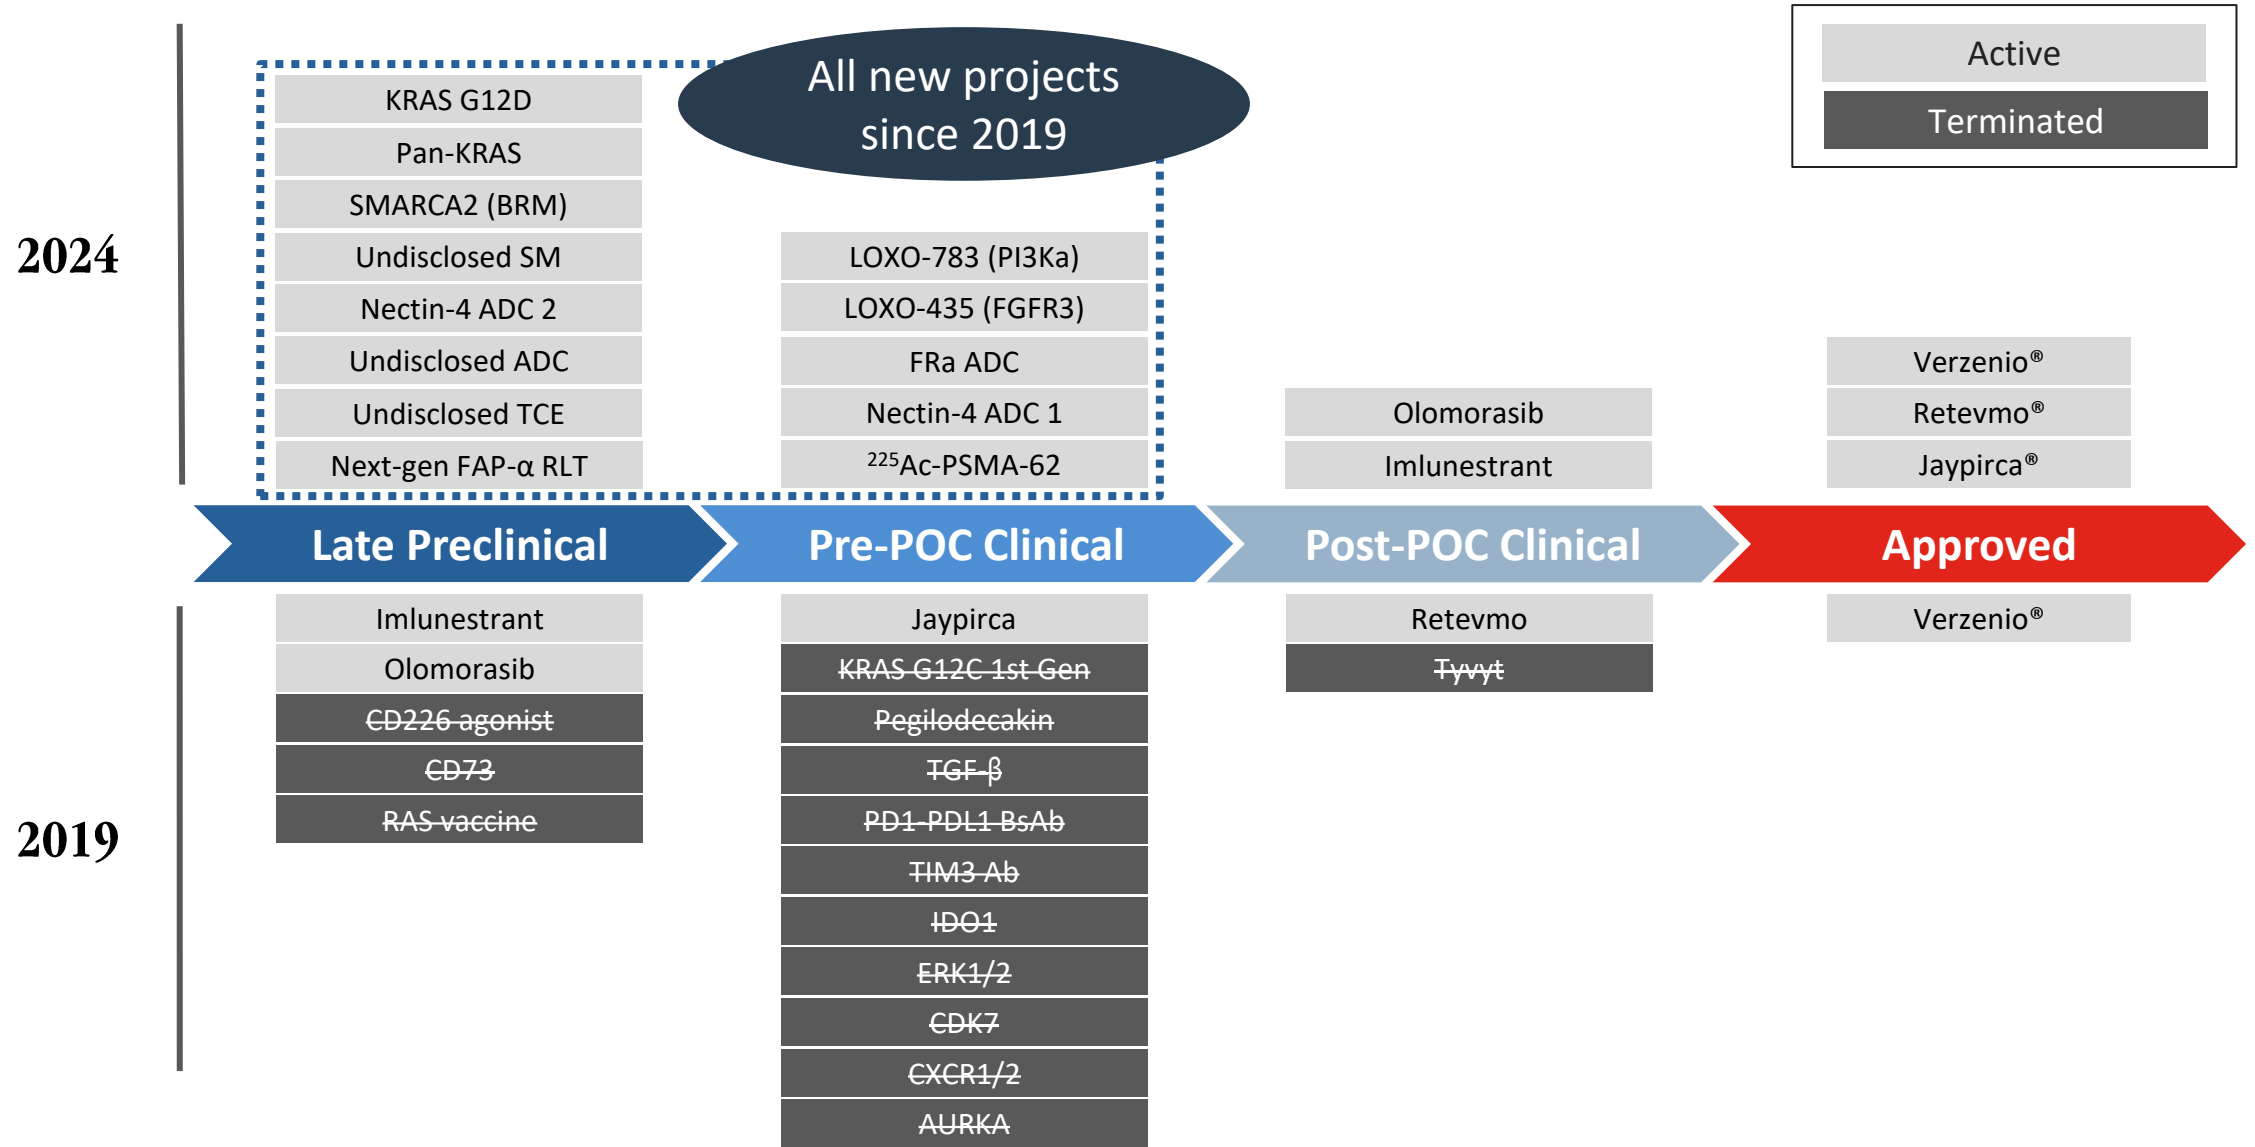 All new projects
since 2019
Active
Terminated
2024
KRAS G12D
Pan-KRAS
SMARCA2 (BRM)
Undisclosed SM
Nectin-4 ADC 2
Undisclosed ADC
Undisclosed TCE
Next-gen FAP-α RLT
LOXO-783 (PI3Ka)
LOXO-435 (FGFR3)
FRa ADC
Nectin-4 ADC 1
²²⁵Ac-PSMA-62
Olomorasib
Imlunestrant
Verzenio®
Retevmo®
Jaypirca®
Late Preclinical
Pre-POC Clinical
Post-POC Clinical
Approved
2019
Imlunestrant
Olomorasib
CD226 agonist
CD73
RAS vaccine
Jaypirca
KRAS G12C 1st Gen
Pegilodecakin
TGF-β
PD1-PDL1 BsAb
TIM3 Ab
IDO1
ERK1/2
CDK7
CXCR1/2
AURKA
Retevmo
Tyvyt
Verzenio®